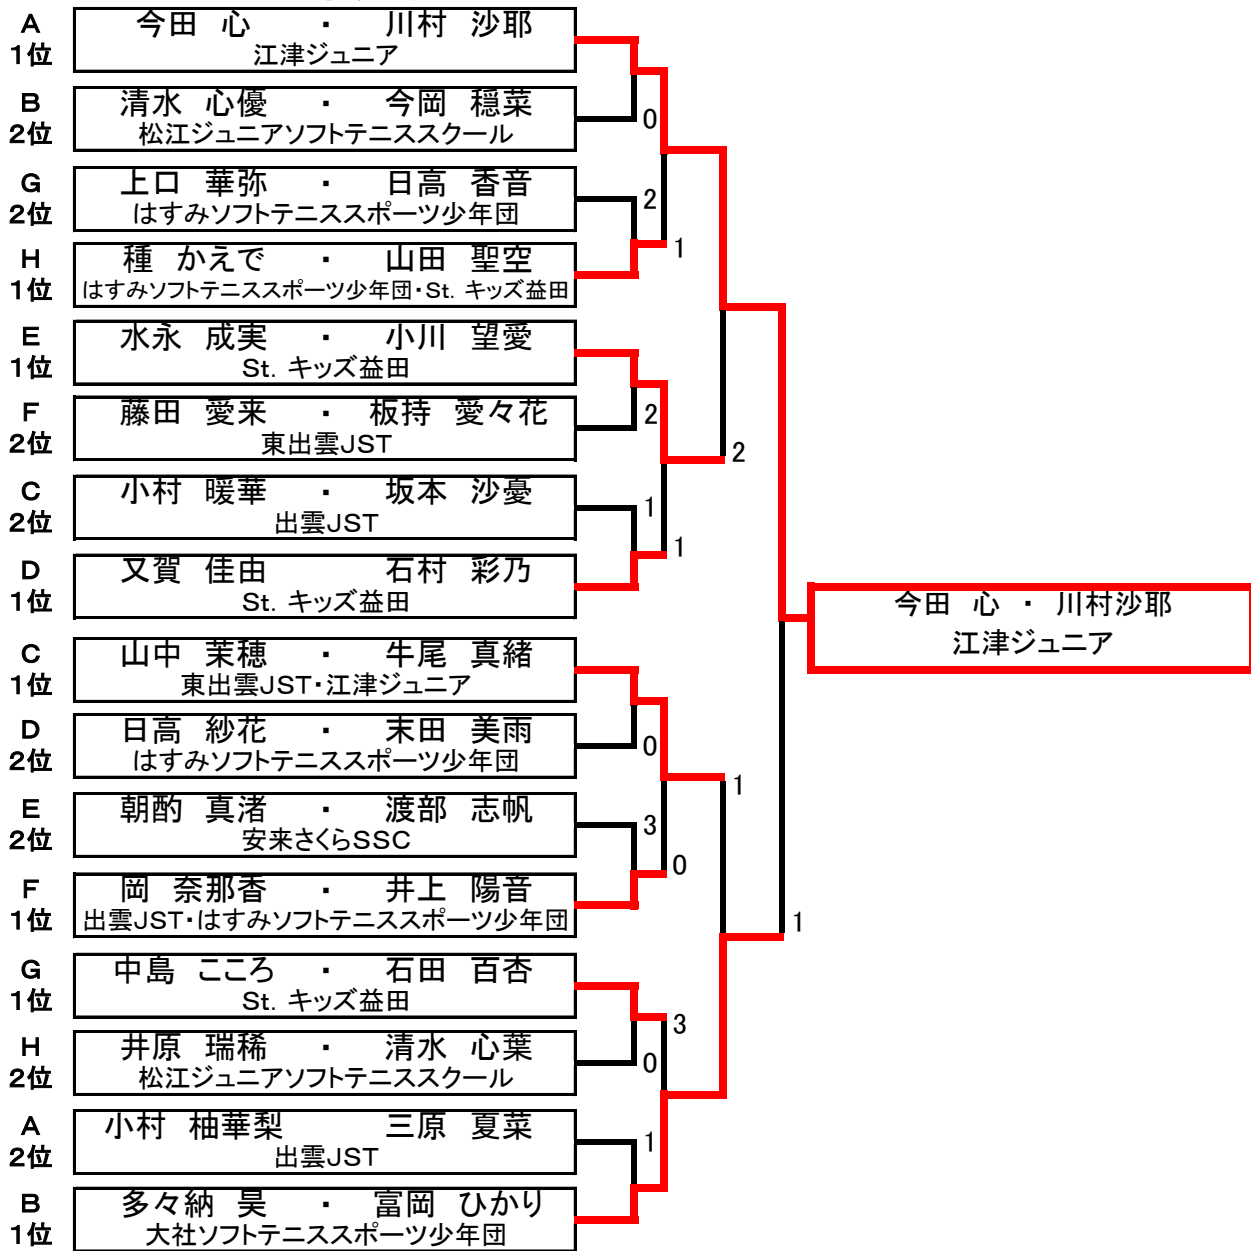 A 1位
今田 心 ・ 川村 沙耶
江津ジュニア
B 2位
清水 心優 ・ 今岡 穏菜
松江ジュニアソフトテニススクール
0
G 2位
上口 華弥 ・ 日高 香音
はすみソフトテニススポーツ少年団
2
H 1位
種 かえで ・ 山田 聖空
はすみソフトテニススポーツ少年団・St. キッズ益田
1
E 1位
水永 成実 ・ 小川 望愛
St. キッズ益田
F 2位
藤田 愛来 ・ 板持 愛々花
東出雲JST
2
2
C 2位
小村 暖華 ・ 坂本 沙憂
出雲JST
1
1
D 1位
又賀 佳由 石村 彩乃
St. キッズ益田
今田 心 ・ 川村沙耶
江津ジュニア
C 1位
山中 茉穂 ・ 牛尾 真緒
東出雲JST・江津ジュニア
D 2位
日高 紗花 ・ 末田 美雨
はすみソフトテニススポーツ少年団
0
1
E 2位
朝酌 真渚 ・ 渡部 志帆
安来さくらSSC
3
0
F 1位
岡 奈那香 ・ 井上 陽音
出雲JST・はすみソフトテニススポーツ少年団
1
G 1位
中島 こころ ・ 石田 百杏
St. キッズ益田
3
H 2位
井原 瑞稀 ・ 清水 心葉
松江ジュニアソフトテニススクール
0
A 2位
小村 柚華梨 三原 夏菜
出雲JST
1
B 1位
多々納 昊 ・ 富岡 ひかり
大社ソフトテニススポーツ少年団